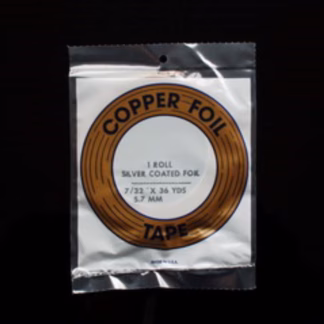 COPPER FOIL
1 ROLL
SILVER COATED FOIL
7/32" X 36 YDS
5.7 MM
TAPE